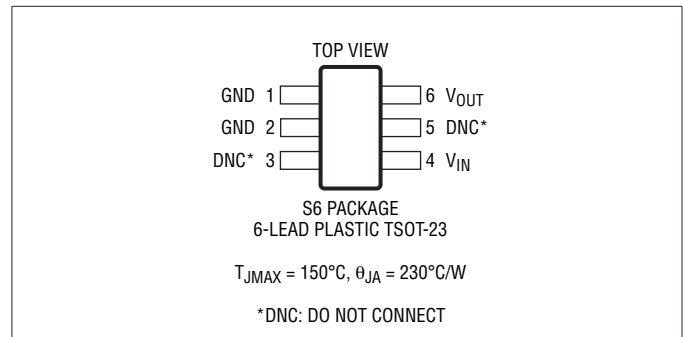 TOP VIEW
GND 1
6 VOUT
GND 2
5 DNC*
DNC* 3
4 VIN
S6 PACKAGE
6-LEAD PLASTIC TSOT-23
TJMAX = 150°C, θJA = 230°C/W
*DNC: DO NOT CONNECT